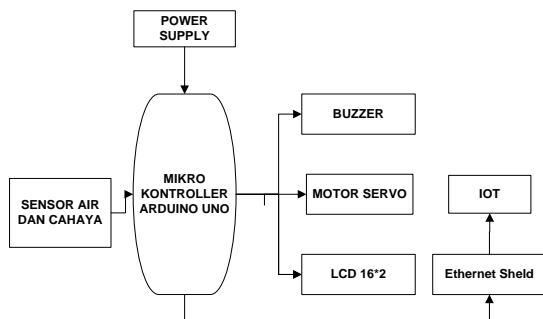 POWER
SUPPLY
BUZZER
MIKRO
KONTROLLER
ARDUINO UNO
SENSOR AIR
DAN CAHAYA
MOTOR SERVO
IOT
LCD 16*2
Ethernet Sheld